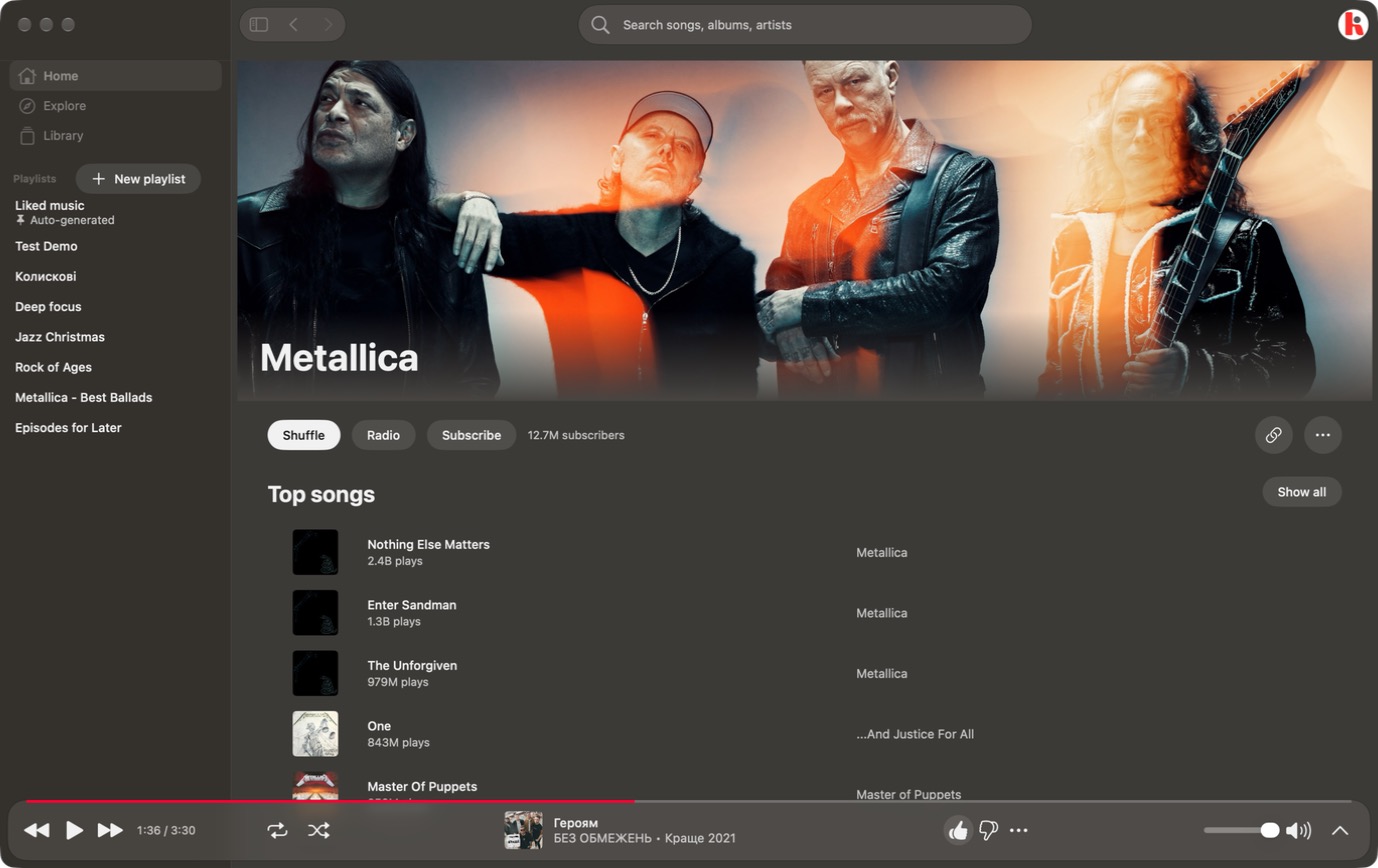 Search songs, albums, artists
Home
Explore
Library
Playlists
New playlist
Liked music
Auto-generated
Test Demo
Колискові
Deep focus
Jazz Christmas
Rock of Ages
Metallica - Best Ballads
Episodes for Later
Metallica
Shuffle
Radio
Subscribe
12.7M subscribers
Top songs
Show all
Nothing Else Matters
2.4B plays
Metallica
Enter Sandman
1.3B plays
Metallica
The Unforgiven
979M plays
Metallica
One
843M plays
...And Justice For All
Master Of Puppets
Master of Puppets
1:36 / 3:30
Героям
БЕЗ ОБМЕЖЕНЬ • Краще 2021